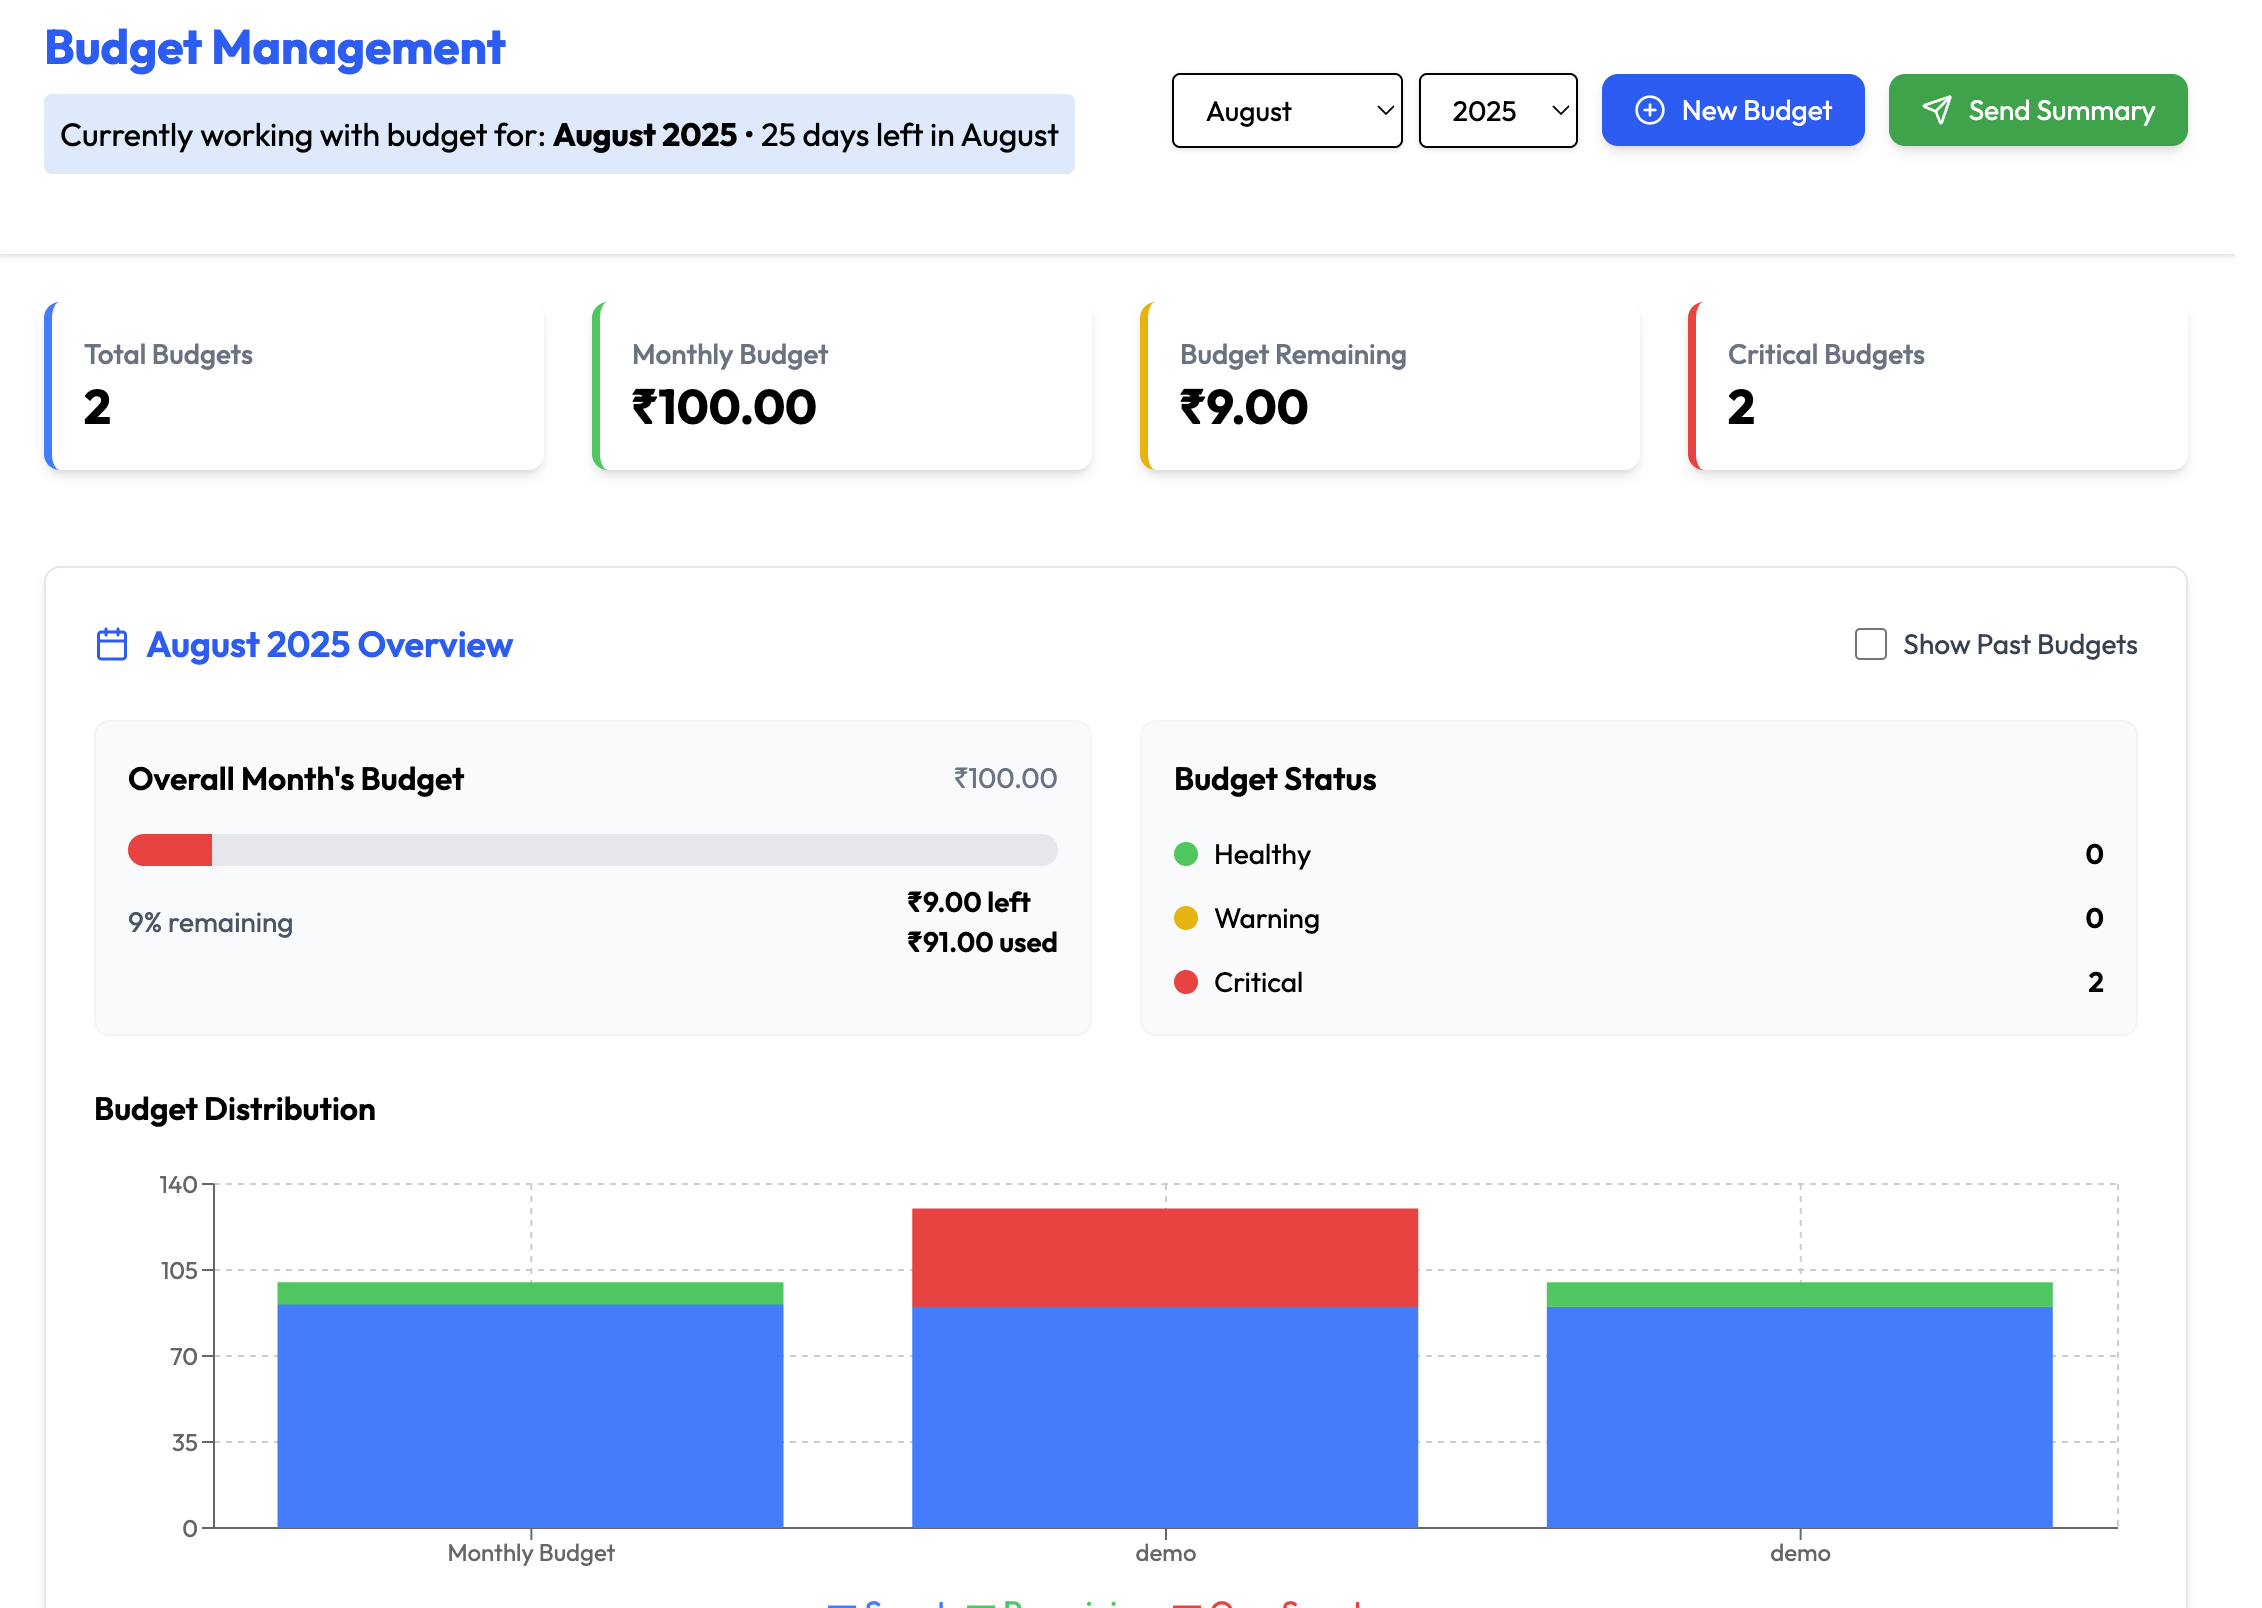 Budget Management
Currently working with budget for: August 2025 • 25 days left in August
August
2025
New Budget
Send Summary
Total Budgets
2
Monthly Budget
₹100.00
Budget Remaining
₹9.00
Critical Budgets
2
August 2025 Overview
Show Past Budgets
Overall Month's Budget
₹100.00
9% remaining
₹9.00 left
₹91.00 used
Budget Status
Healthy
0
Warning
0
Critical
2
Budget Distribution
140
105
70
35
0
Monthly Budget
demo
demo